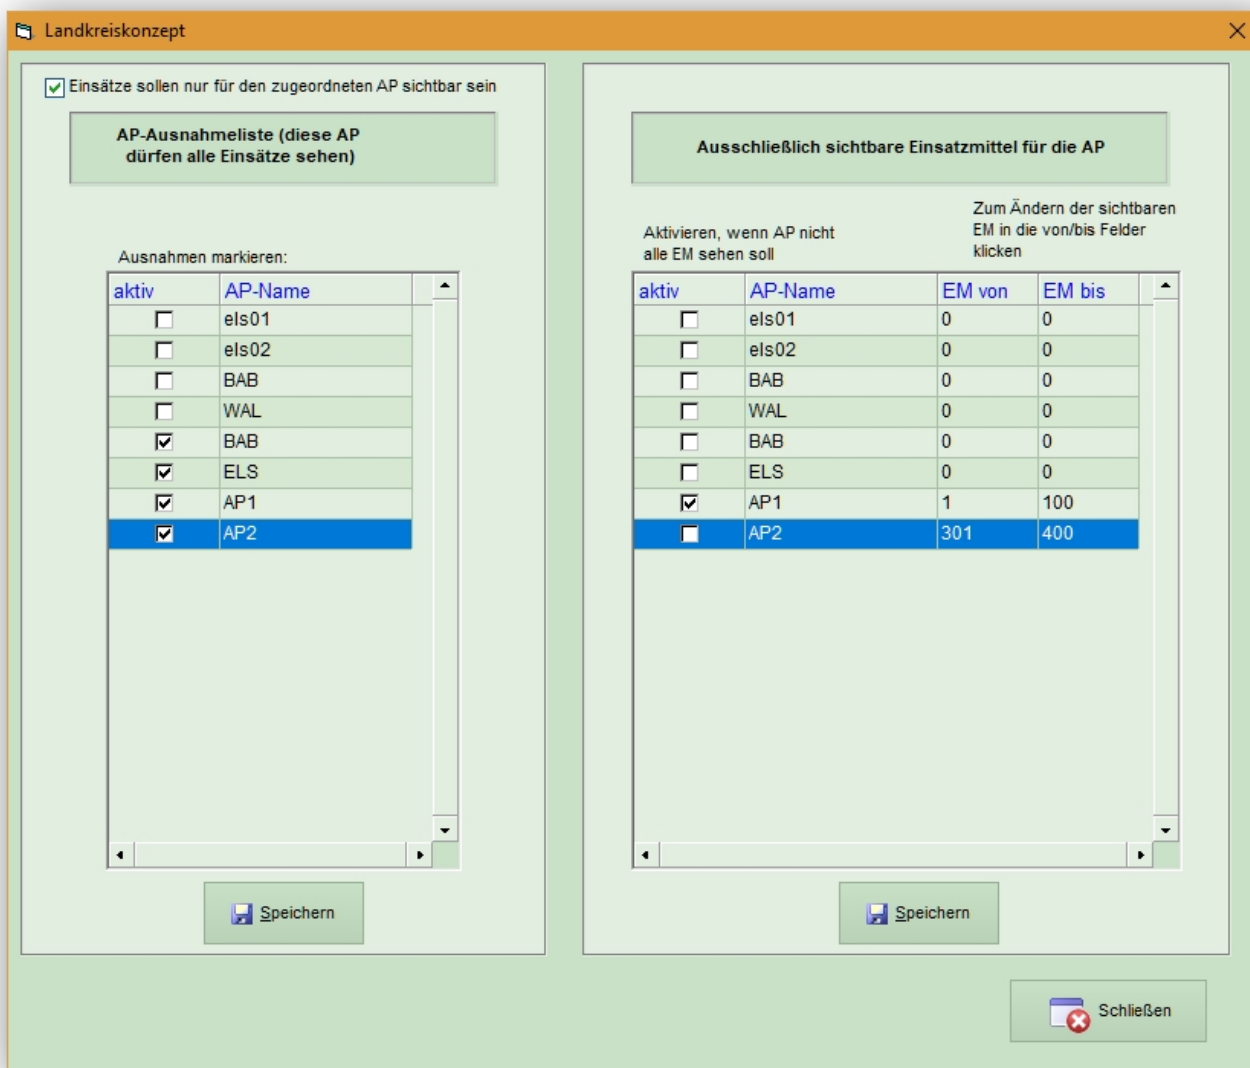 Landkreiskonzept
Einsätze sollen nur für den zugeordneten AP sichtbar sein
AP-Ausnahmeliste (diese AP
dürfen alle Einsätze sehen)
Ausnahmen markieren:
aktiv AP-Name
els01
els02
BAB
WAL
BAB
ELS
AP1
AP2
Speichern
Ausschließlich sichtbare Einsatzmittel für die AP
Aktivieren, wenn AP nicht
alle EM sehen soll
Zum Ändern der sichtbaren
EM in die von/bis Felder
klicken
aktiv AP-Name EM von EM bis
els01 0 0
els02 0 0
BAB 0 0
WAL 0 0
BAB 0 0
ELS 0 0
AP1 1 100
AP2 301 400
Speichern
Schließen